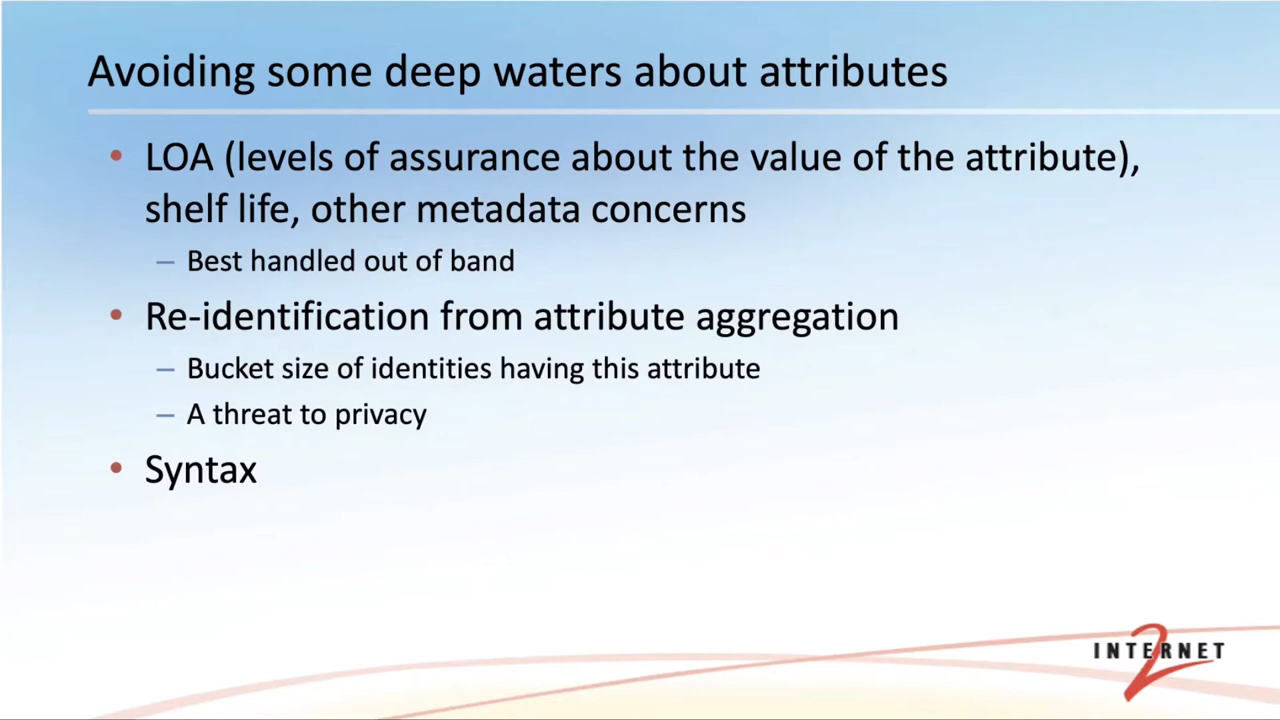 Avoiding some deep waters about attributes
• LOA (levels of assurance about the value of the attribute),
shelf life, other metadata concerns
– Best handled out of band
• Re-identification from attribute aggregation
– Bucket size of identities having this attribute
– A threat to privacy
• Syntax
INTERNET 2